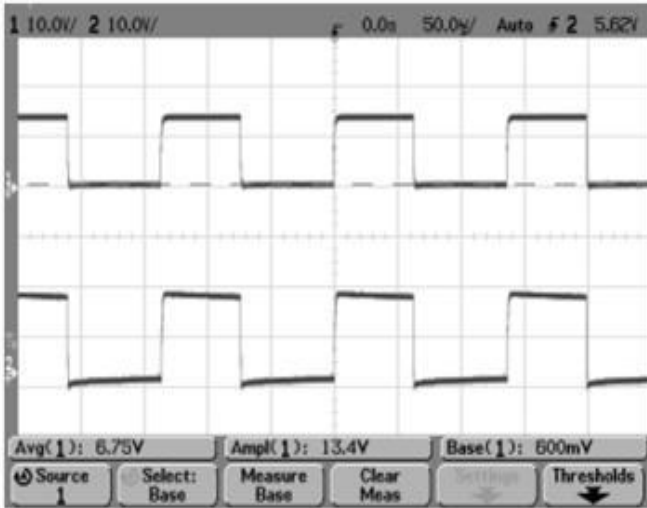 1 10.0V/ 2 10.0V/ 0.0s 50.0㎲/ Auto 2 5.62V
Avg(1): 6.75V Ampl(1): 13.4V Base(1): 600mV
Source Select: Measure Clear Settings Thresholds
1 Base Base Meas